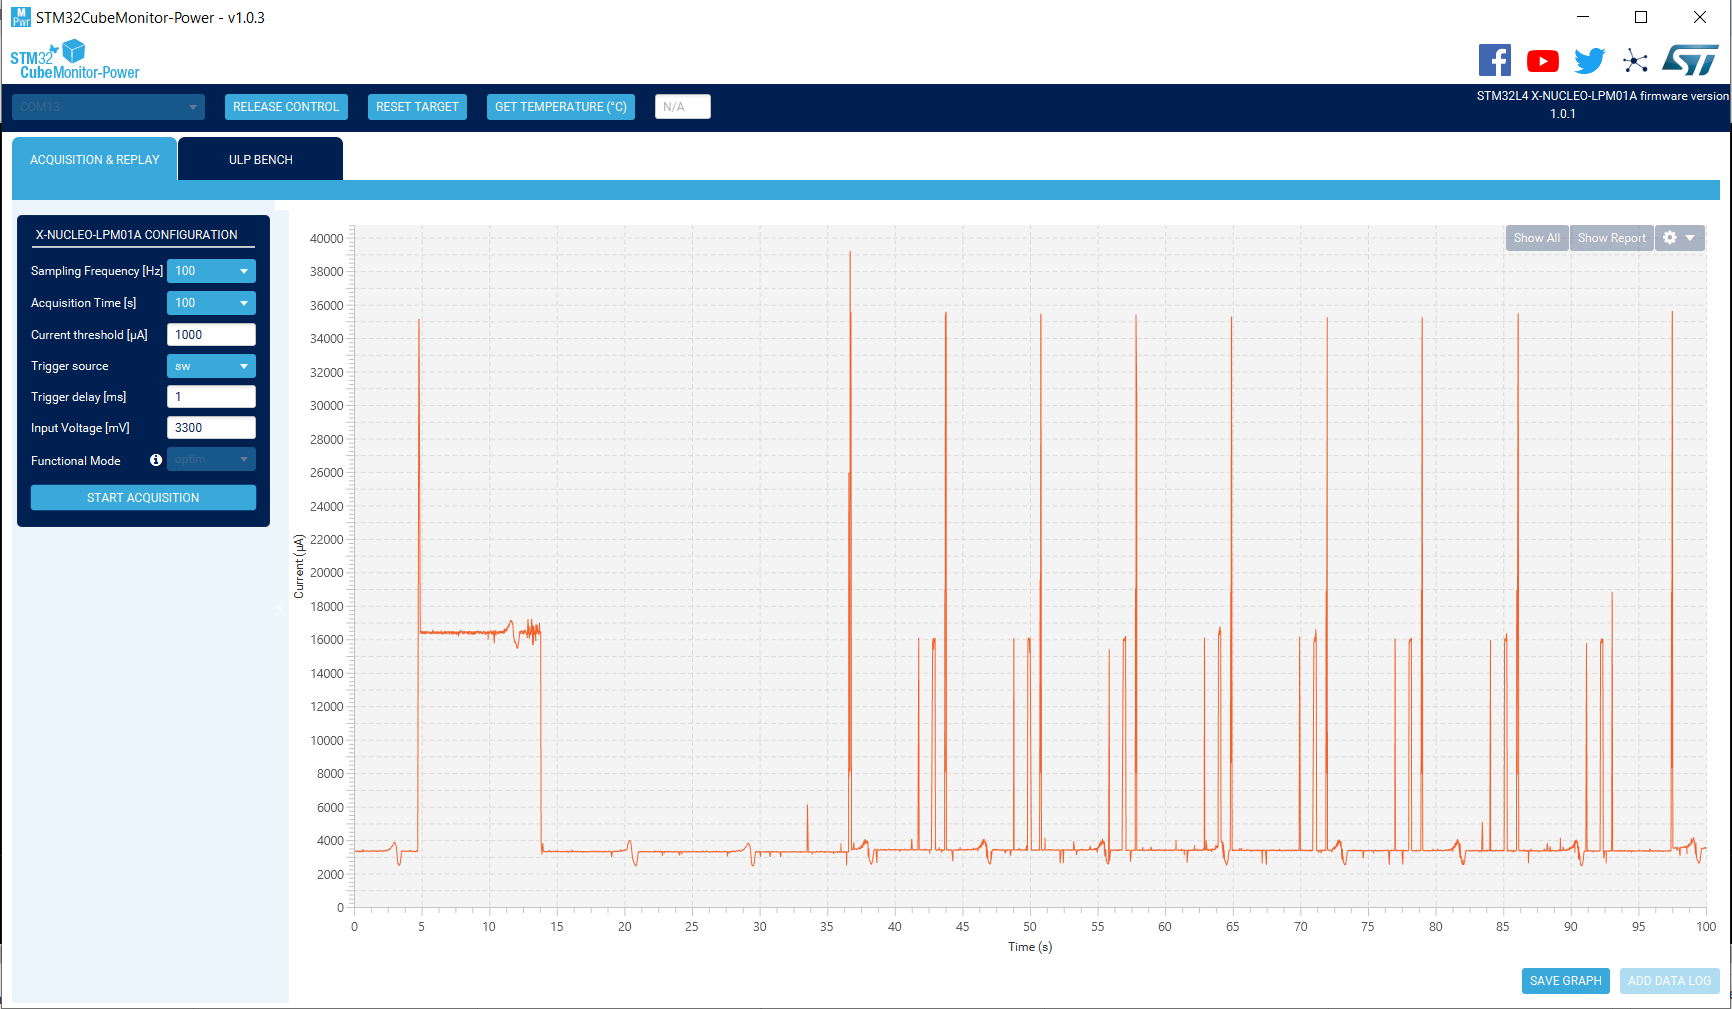 M
Pwr
STM32CubeMonitor-Power - v1.0.3
STM32
CubeMonitor-Power
COM13
RELEASE CONTROL
RESET TARGET
GET TEMPERATURE (°C)
N/A
STM32L4 X-NUCLEO-LPM01A firmware version
1.0.1
ACQUISITION & REPLAY
ULP BENCH
X-NUCLEO-LPM01A CONFIGURATION
Sampling Frequency [Hz] 100
Acquisition Time [s] 100
Current threshold [µA] 1000
Trigger source sw
Trigger delay [ms] 1
Input Voltage [mV] 3300
Functional Mode optim
START ACQUISITION
Show All
Show Report
Current (µA)
40000
38000
36000
34000
32000
30000
28000
26000
24000
22000
20000
18000
16000
14000
12000
10000
8000
6000
4000
2000
0
0 5 10 15 20 25 30 35 40 45 50 55 60 65 70 75 80 85 90 95 100
Time (s)
SAVE GRAPH
ADD DATA LOG